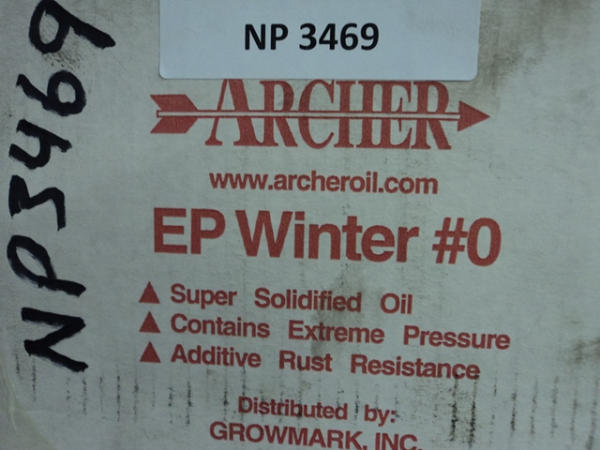 NP 3469
NP3469
ARCHER
www.archeroil.com
EP Winter #0
Super Solidified Oil
Contains Extreme Pressure
Additive Rust Resistance
Distributed by:
GROWMARK, INC.